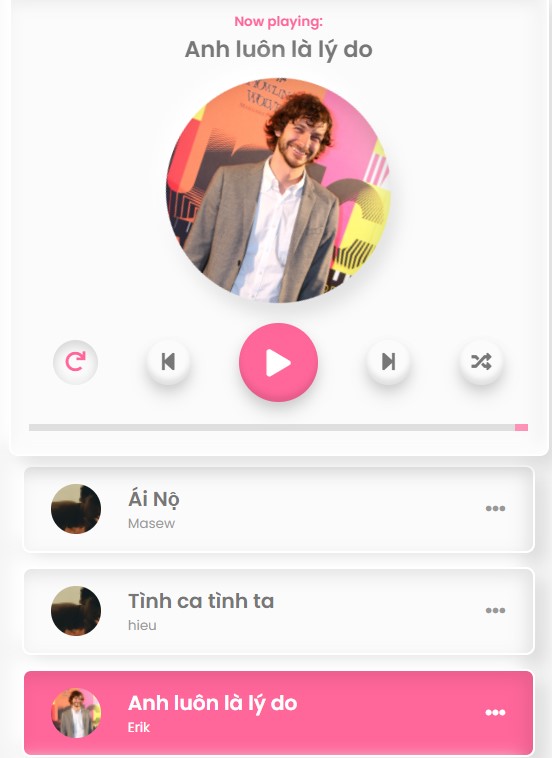 Now playing:
Anh luôn là lý do
Ái Nộ
Masew
Tình ca tình ta
hieu
Anh luôn là lý do
Erik